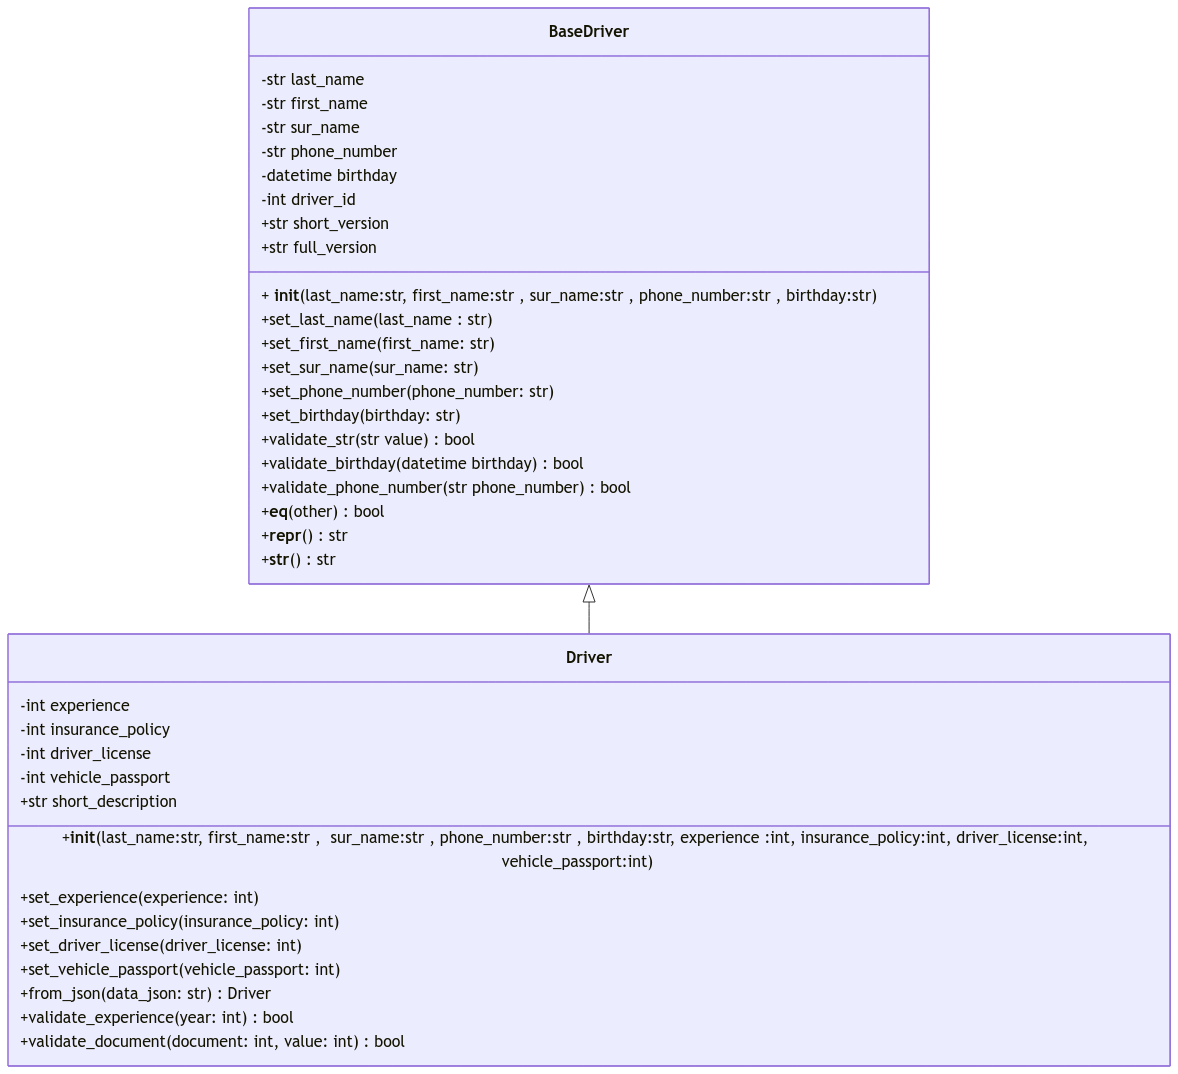 BaseDriver
-str last_name
-str first_name
-str sur_name
-str phone_number
-datetime birthday
-int driver_id
+str short_version
+str full_version
+ init(last_name:str, first_name:str , sur_name:str , phone_number:str , birthday:str)
+set_last_name(last_name : str)
+set_first_name(first_name: str)
+set_sur_name(sur_name: str)
+set_phone_number(phone_number: str)
+set_birthday(birthday: str)
+validate_str(str value) : bool
+validate_birthday(datetime birthday) : bool
+validate_phone_number(str phone_number) : bool
+eq(other) : bool
+repr() : str
+str() : str
Driver
-int experience
-int insurance_policy
-int driver_license
-int vehicle_passport
+str short_description
+init(last_name:str, first_name:str ,  sur_name:str , phone_number:str , birthday:str, experience :int, insurance_policy:int, driver_license:int,
vehicle_passport:int)
+set_experience(experience: int)
+set_insurance_policy(insurance_policy: int)
+set_driver_license(driver_license: int)
+set_vehicle_passport(vehicle_passport: int)
+from_json(data_json: str) : Driver
+validate_experience(year: int) : bool
+validate_document(document: int, value: int) : bool